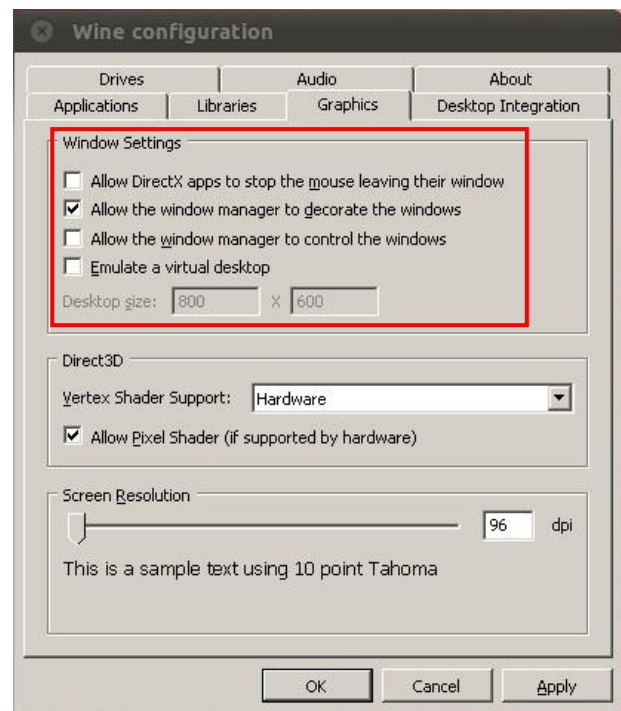 Wine configuration
Drives Audio About
Applications Libraries Graphics Desktop Integration
Window Settings
Allow DirectX apps to stop the mouse leaving their window
Allow the window manager to decorate the windows
Allow the window manager to control the windows
Emulate a virtual desktop
Desktop size: 800 X 600
Direct3D
Vertex Shader Support: Hardware
Allow Pixel Shader (if supported by hardware)
Screen Resolution
96 dpi
This is a sample text using 10 point Tahoma
OK Cancel Apply